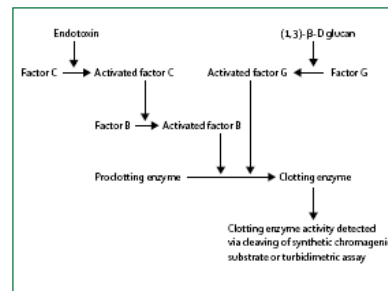 Endotoxin (1,3)-β-D glucan
Factor C Activated factor C Activated factor G Factor G
Factor B Activated factor B
Proclotting enzyme Clotting enzyme
Clotting enzyme activity detected
via cleaving of synthetic chromagenic
substrate or turbidimetric assay